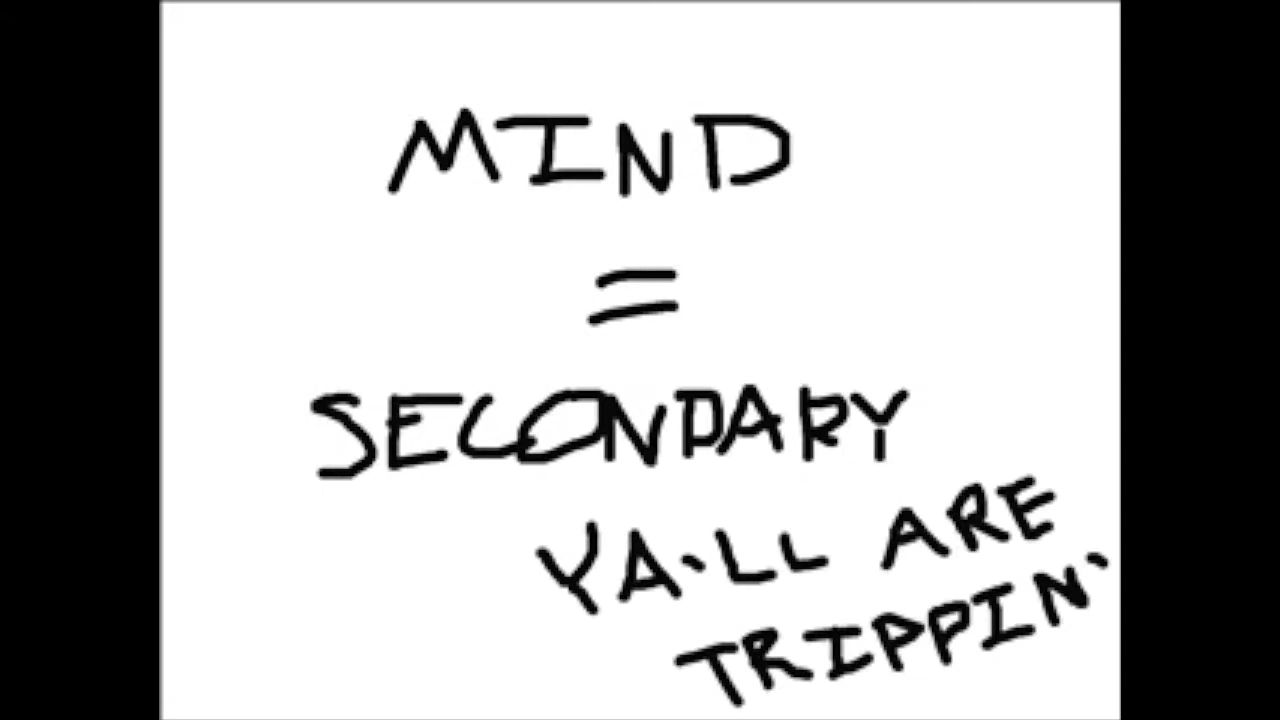 MIND
=
SECONDARY
YA'LL ARE
TRIPPIN'